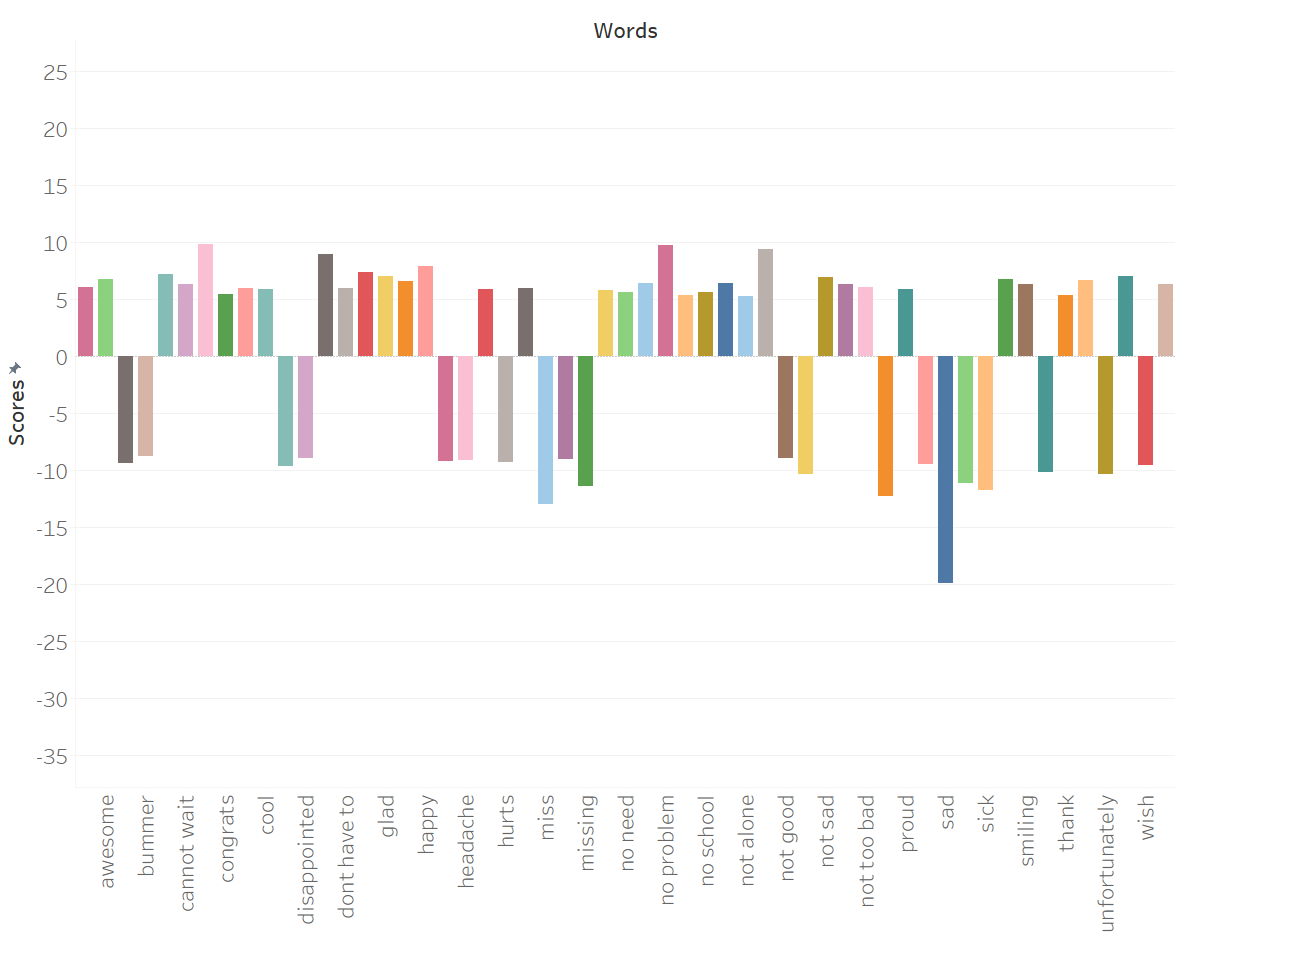 Words
25
20
15
10
5
0
-5
-10
-15
-20
-25
-30
-35
Scores
awesome
bummer
cannot wait
congrats
cool
disappointed
dont have to
glad
happy
headache
hurts
miss
missing
no need
no problem
no school
not alone
not good
not sad
not too bad
proud
sad
sick
smiling
thank
unfortunately
wish